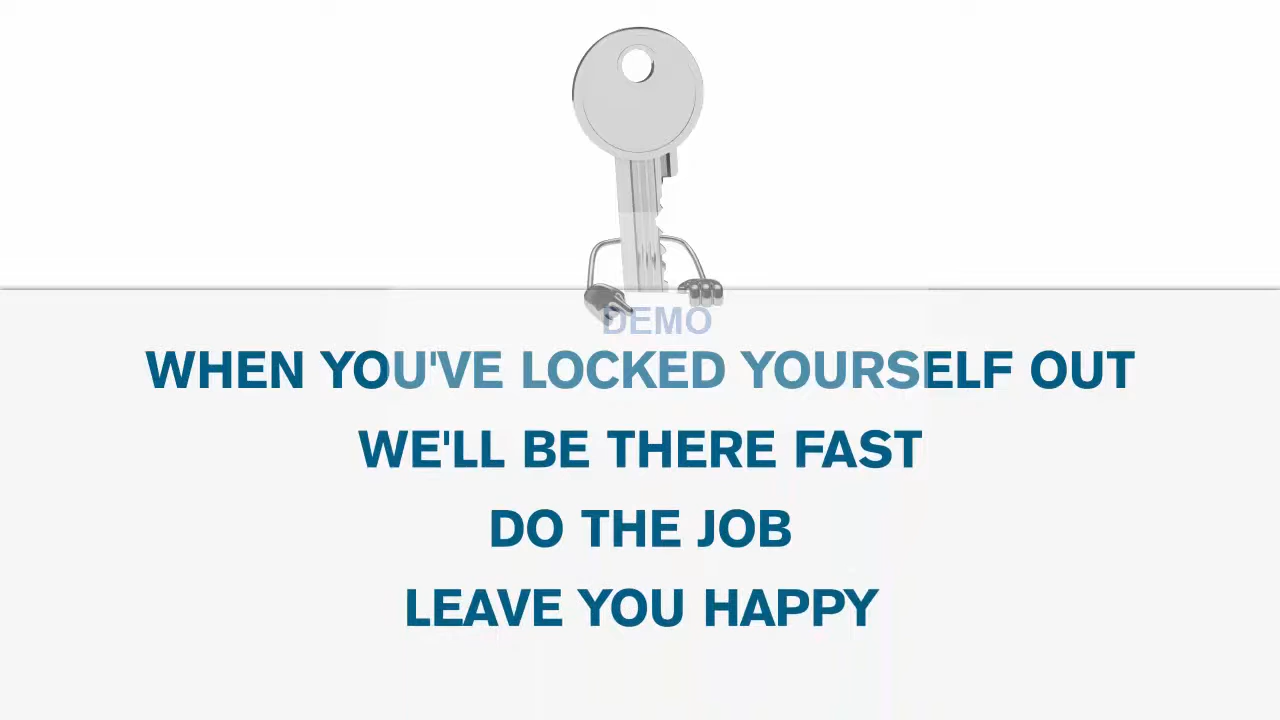 DEMO
WHEN YOU'VE LOCKED YOURSELF OUT
WE'LL BE THERE FAST
DO THE JOB
LEAVE YOU HAPPY